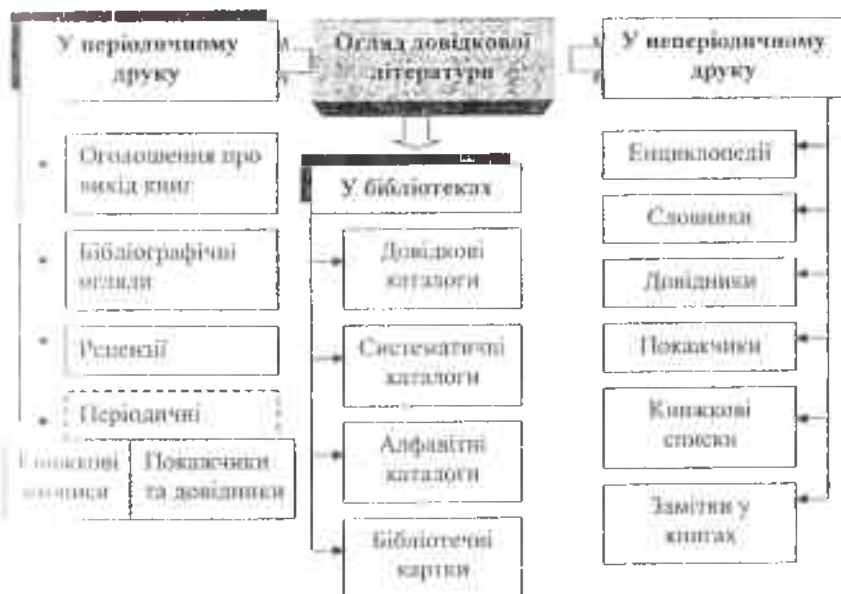 У періодичному
друку
Огляд довідкової
літератури
У неперіодичному
друку
Оголошення про
вихід книг
Бібліографічні
огляди
Рецензії
Періодичні
Книжкові
Покажчики
та довідники
У бібліотеках
Довідкові
каталоги
Систематичні
каталоги
Алфавітні
каталоги
Бібліотечні
картки
Енциклопедії
Словники
Довідники
Покажчики
Книжкові
списки
Замітки у
книгах